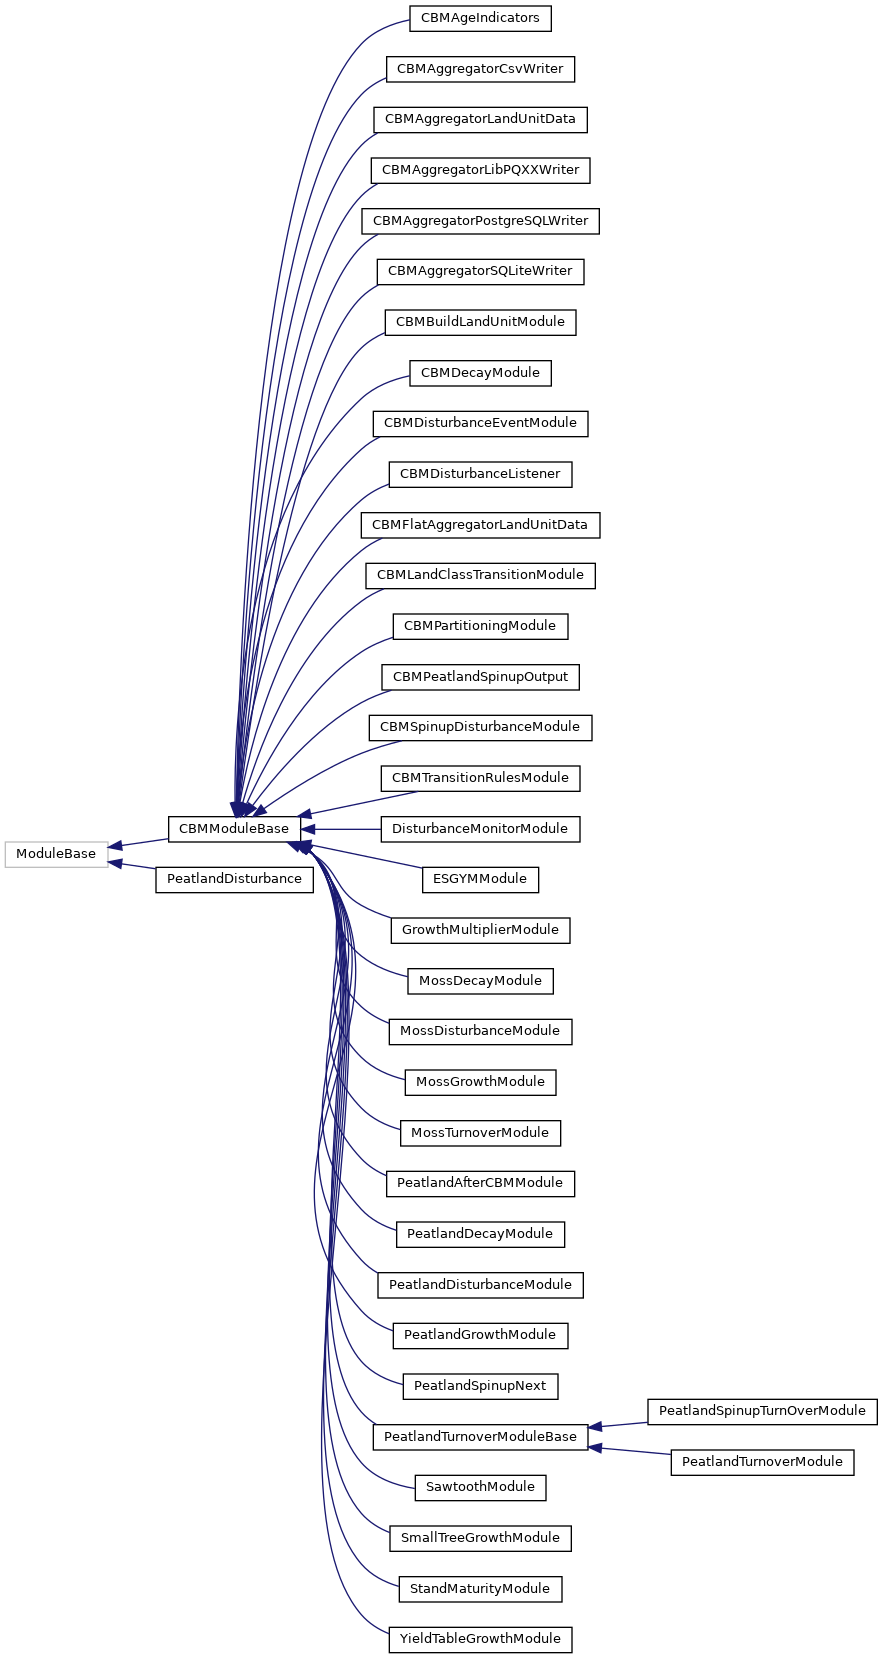 CBMAgeIndicators
CBMAggregatorCsvWriter
CBMAggregatorLandUnitData
CBMAggregatorLibPQXXWriter
CBMAggregatorPostgreSQLWriter
CBMAggregatorSQLiteWriter
CBMBuildLandUnitModule
CBMDecayModule
CBMDisturbanceEventModule
CBMDisturbanceListener
CBMFlatAggregatorLandUnitData
CBMLandClassTransitionModule
CBMPartitioningModule
CBMPeatlandSpinupOutput
CBMSpinupDisturbanceModule
CBMTransitionRulesModule
CBMModuleBase
DisturbanceMonitorModule
ModuleBase
PeatlandDisturbance
ESGYMModule
GrowthMultiplierModule
MossDecayModule
MossDisturbanceModule
MossGrowthModule
MossTurnoverModule
PeatlandAfterCBMModule
PeatlandDecayModule
PeatlandDisturbanceModule
PeatlandGrowthModule
PeatlandSpinupNext
PeatlandSpinupTurnOverModule
PeatlandTurnoverModuleBase
PeatlandTurnoverModule
SawtoothModule
SmallTreeGrowthModule
StandMaturityModule
YieldTableGrowthModule